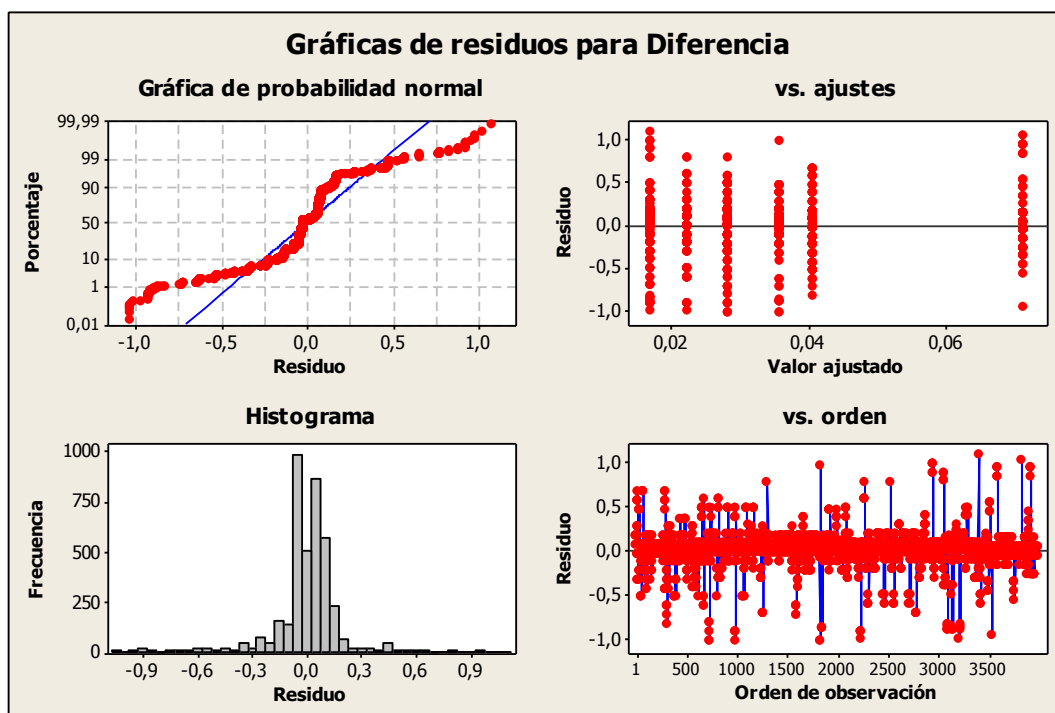 Gráficas de residuos para Diferencia
Gráfica de probabilidad normal
99,99
99
90
50
10
1
0,01
Porcentaje
-1,0 -0,5 0,0 0,5 1,0
Residuo
vs. ajustes
1,0
0,5
0,0
-0,5
-1,0
Residuo
0,02 0,04 0,06
Valor ajustado
Histograma
1000
750
500
250
0
Frecuencia
-0,9 -0,6 -0,3 0,0 0,3 0,6 0,9
Residuo
vs. orden
1,0
0,5
0,0
-0,5
-1,0
Residuo
1 500 1000 1500 2000 2500 3000 3500
Orden de observación